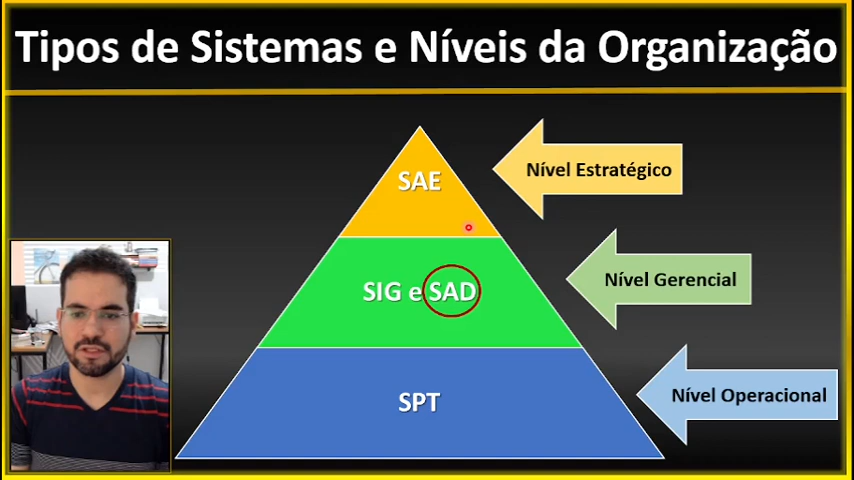 Tipos de Sistemas e Níveis da Organização
SAE
Nível Estratégico
SIG e SAD
Nível Gerencial
SPT
Nível Operacional